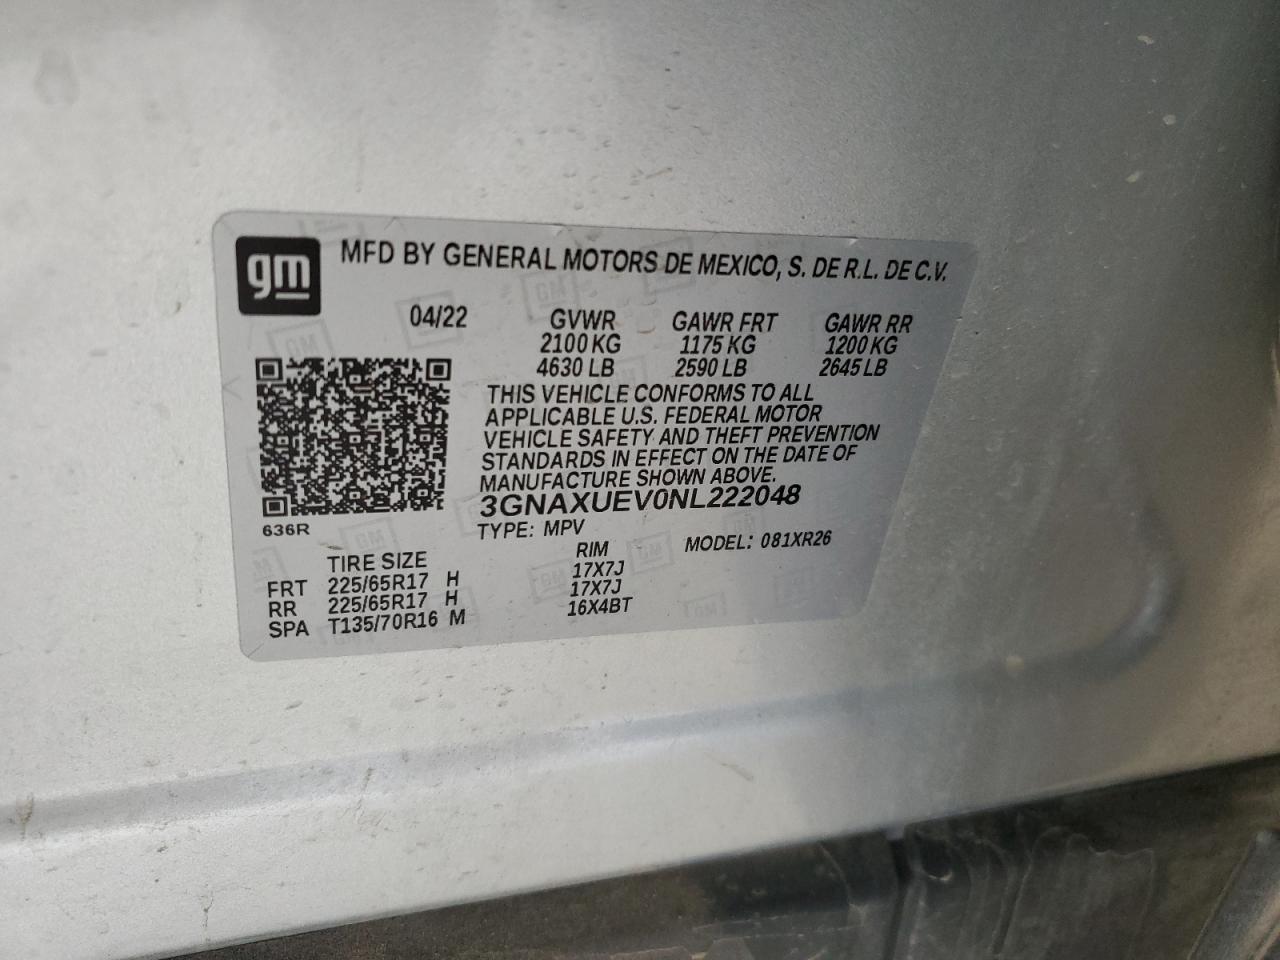 gm
MFD BY GENERAL MOTORS DE MEXICO, S. DE R.L. DE C.V.
04/22 GVWR GAWR FRT GAWR RR
2100 KG 1175 KG 1200 KG
4630 LB 2590 LB 2645 LB
THIS VEHICLE CONFORMS TO ALL
APPLICABLE U.S. FEDERAL MOTOR
VEHICLE SAFETY AND THEFT PREVENTION
STANDARDS IN EFFECT ON THE DATE OF
MANUFACTURE SHOWN ABOVE.
3GNAXUEV0NL222048
636R
TYPE: MPV MODEL: 081XR26
TIRE SIZE RIM
FRT 225/65R17 H 17X7J
RR 225/65R17 H 17X7J
SPA T135/70R16 M 16X4BT